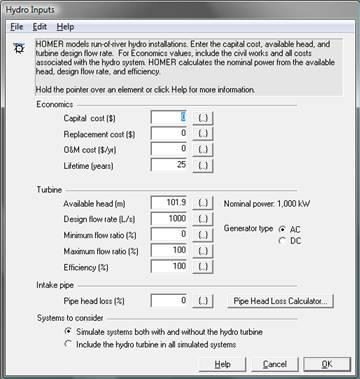 Hydro Inputs
File Edit Help
HOMER models run-of-river hydro installations. Enter the capital cost, available head, and
turbine design flow rate. For Economics values, include the civil works and all costs
associated with the hydro system. HOMER calculates the nominal power from the available
head, design flow rate, and efficiency.
Hold the pointer over an element or click Help for more information.
Economics
Capital cost ($) 0 {..}
Replacement cost ($) 0 {..}
O&M cost ($/yr) 0 {..}
Lifetime (years) 25 {..}
Turbine
Available head (m) 101.9 {..} Nominal power: 1,000 kW
Design flow rate (L/s) 1000 {..}
Minimum flow ratio (%) 0 {..} Generator type AC
DC
Maximum flow ratio (%) 100 {..}
Efficiency (%) 100 {..}
Intake pipe
Pipe head loss (%) 0 {..} Pipe Head Loss Calculator...
Systems to consider
Simulate systems both with and without the hydro turbine
Include the hydro turbine in all simulated systems
Help Cancel OK